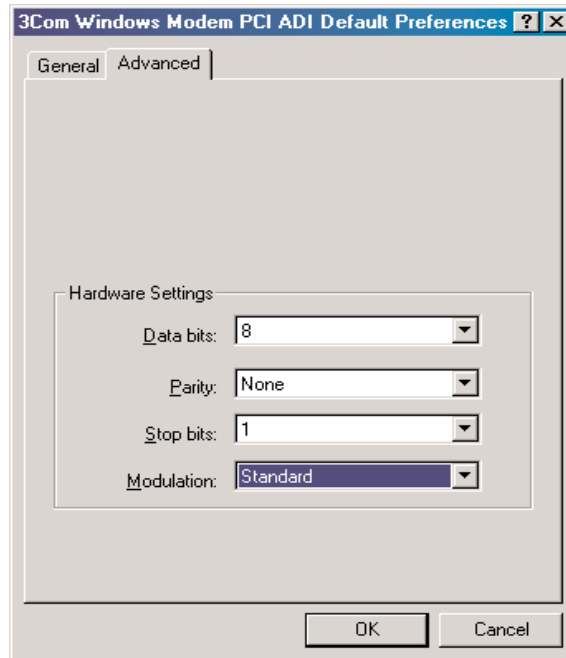 3Com Windows Modem PCI ADI Default Preferences ? X
General Advanced
Hardware Settings
Data bits: 8
Parity: None
Stop bits: 1
Modulation: Standard
OK Cancel